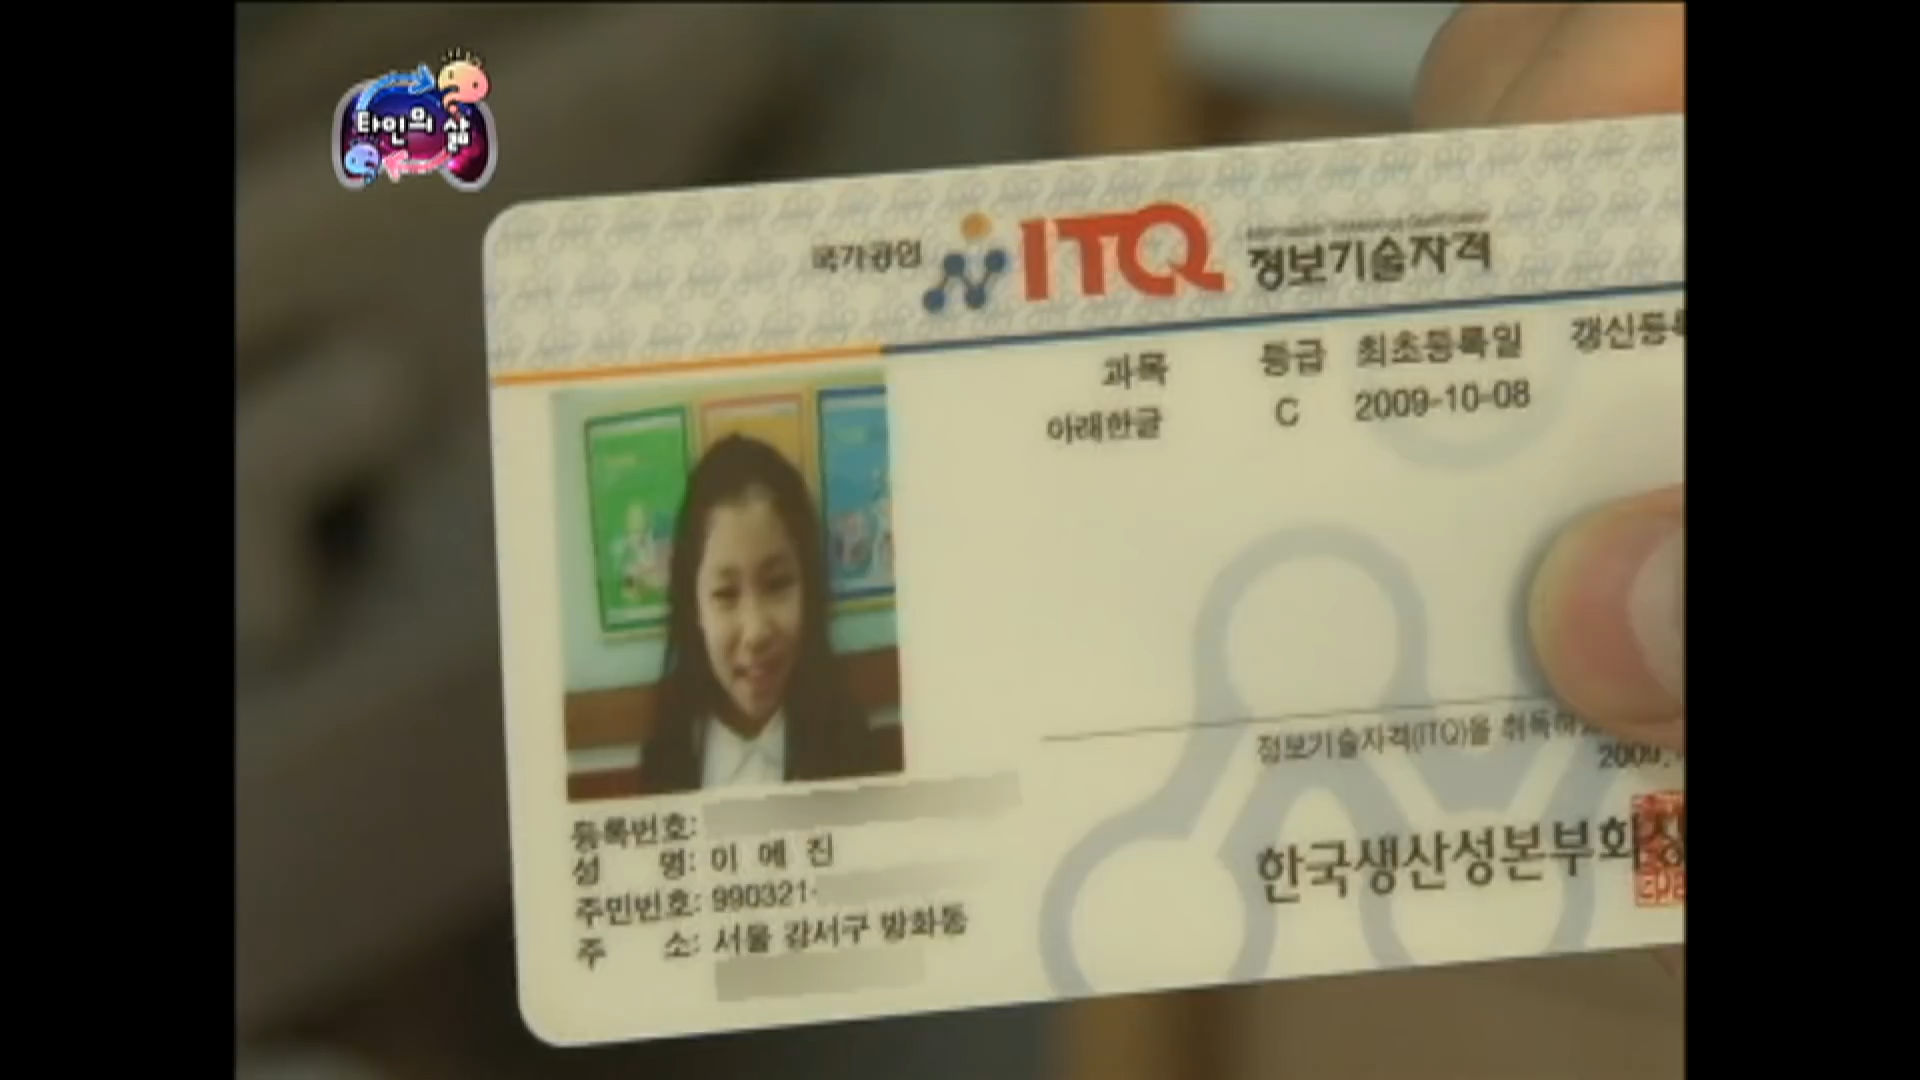 타인의 삶
국가공인 ITQ 정보기술자격
과목 등급 최초등록일 갱신등록
아래한글 C 2009-10-08
정보기술자격(ITQ)을 취득하
2009.
한국생산성본부회장
등록번호:
성 명: 이 예 진
주민번호: 990321-
주 소: 서울 강서구 방화동